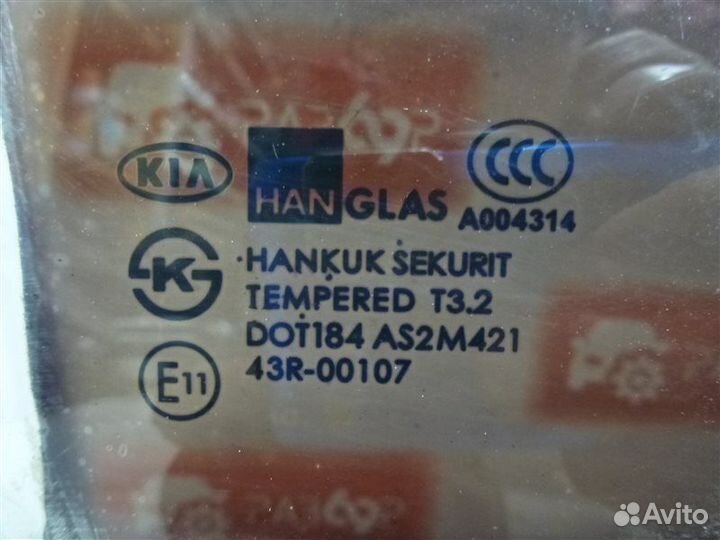 KIA
HANGLAS
CCC
A004314
HANKUK SEKURIT
TEMPERED T3.2
DOT184 AS2M421
43R-00107
E11
Avito